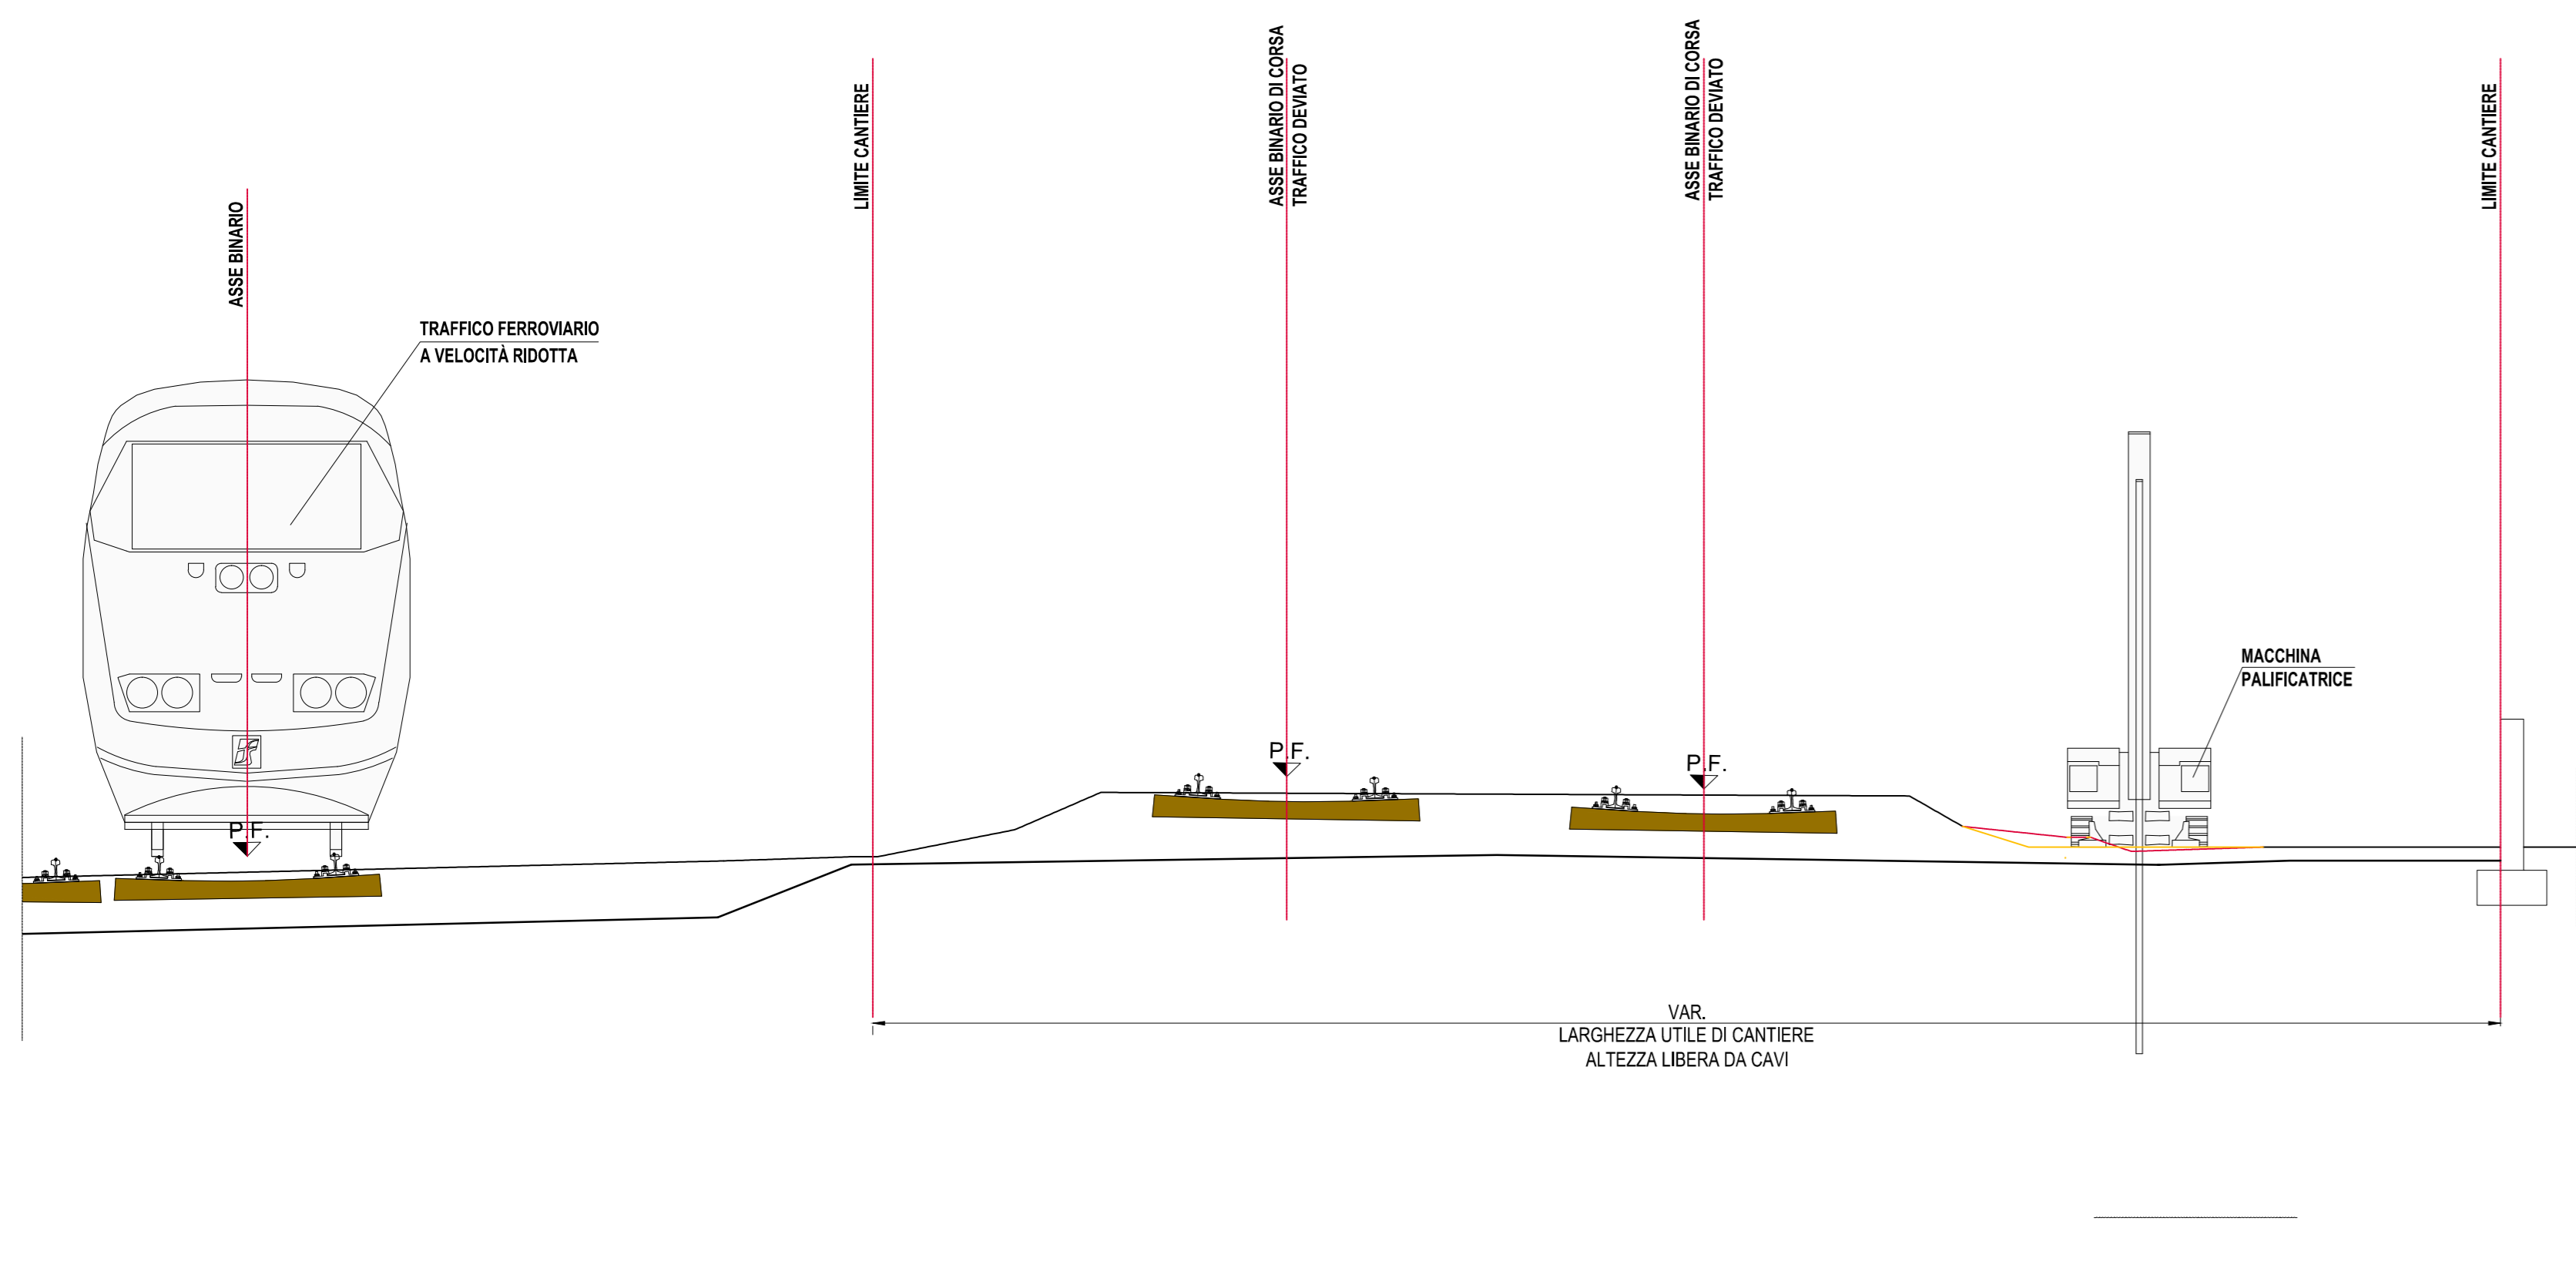 ASSE BINARIO
TRAFFICO FERROVIARIO
A VELOCITÀ RIDOTTA
LIMITE CANTIERE
ASSE BINARIO DI CORSA
TRAFFICO DEVIATO
ASSE BINARIO DI CORSA
TRAFFICO DEVIATO
LIMITE CANTIERE
MACCHINA
PALIFICATRICE
P.F.
P.F.
P.F.
VAR.
LARGHEZZA UTILE DI CANTIERE
ALTEZZA LIBERA DA CAVI